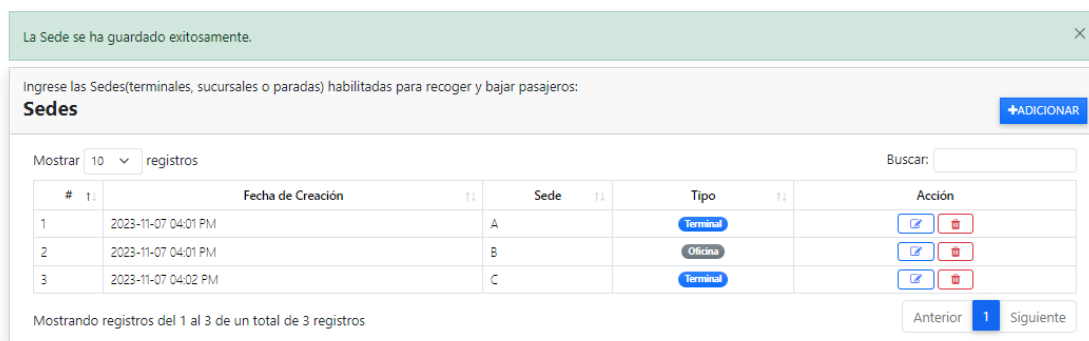 La Sede se ha guardado exitosamente.
Ingrese las Sedes(terminales, sucursales o paradas) habilitadas para recoger y bajar pasajeros:
Sedes
+ADICIONAR
Mostrar 10 registros Buscar:
# Fecha de Creación Sede Tipo Acción
1 2023-11-07 04:01 PM A Terminal
2 2023-11-07 04:01 PM B Oficina
3 2023-11-07 04:02 PM C Terminal
Mostrando registros del 1 al 3 de un total de 3 registros Anterior 1 Siguiente